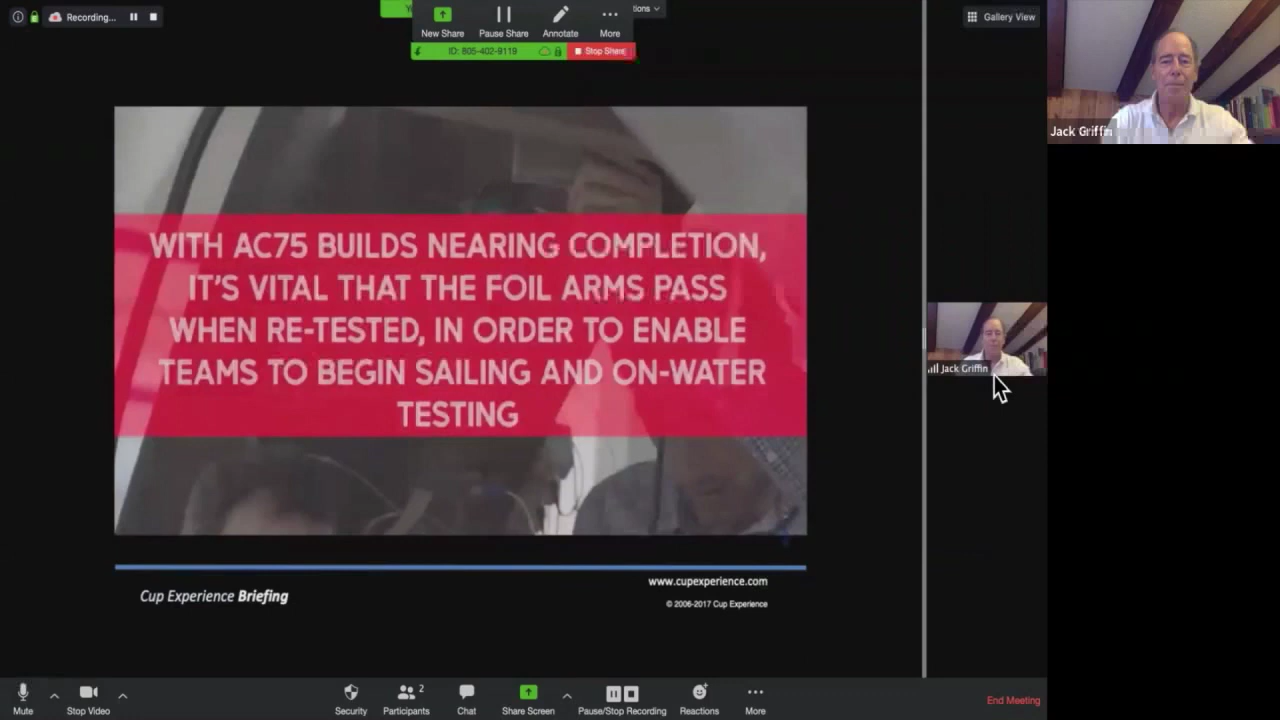 Recording...
New Share
Pause Share
Annotate
More
ID: 805-402-9119
Stop Share
Gallery View
Jack Griffin
WITH AC75 BUILDS NEARING COMPLETION,
IT'S VITAL THAT THE FOIL ARMS PASS
WHEN RE-TESTED, IN ORDER TO ENABLE
TEAMS TO BEGIN SAILING AND ON-WATER
TESTING
Jack Griffin
www.cupexperience.com
Cup Experience Briefing
© 2006-2017 Cup Experience
Mute
Stop Video
Security
Participants 2
Chat
Share Screen
Pause/Stop Recording
Reactions
More
End Meeting